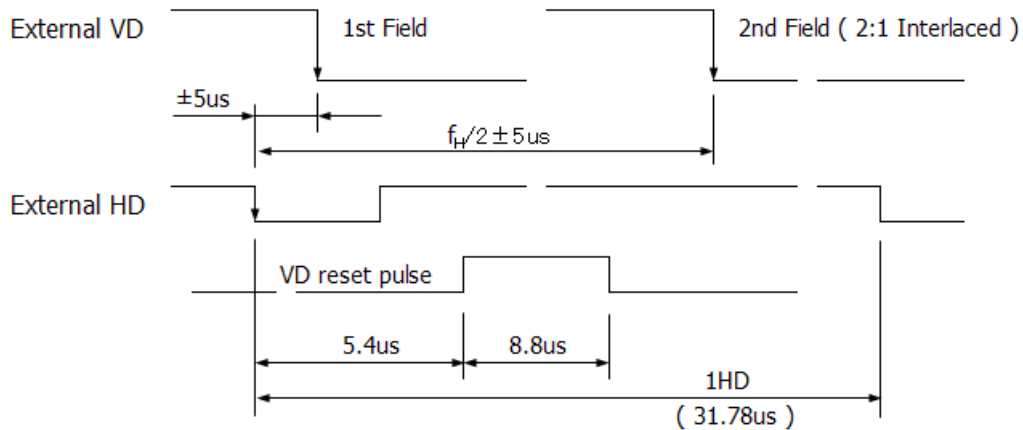 External VD
1st Field
2nd Field ( 2:1 Interlaced )
±5us
fH/2±5us
External HD
VD reset pulse
5.4us
8.8us
1HD
( 31.78us )